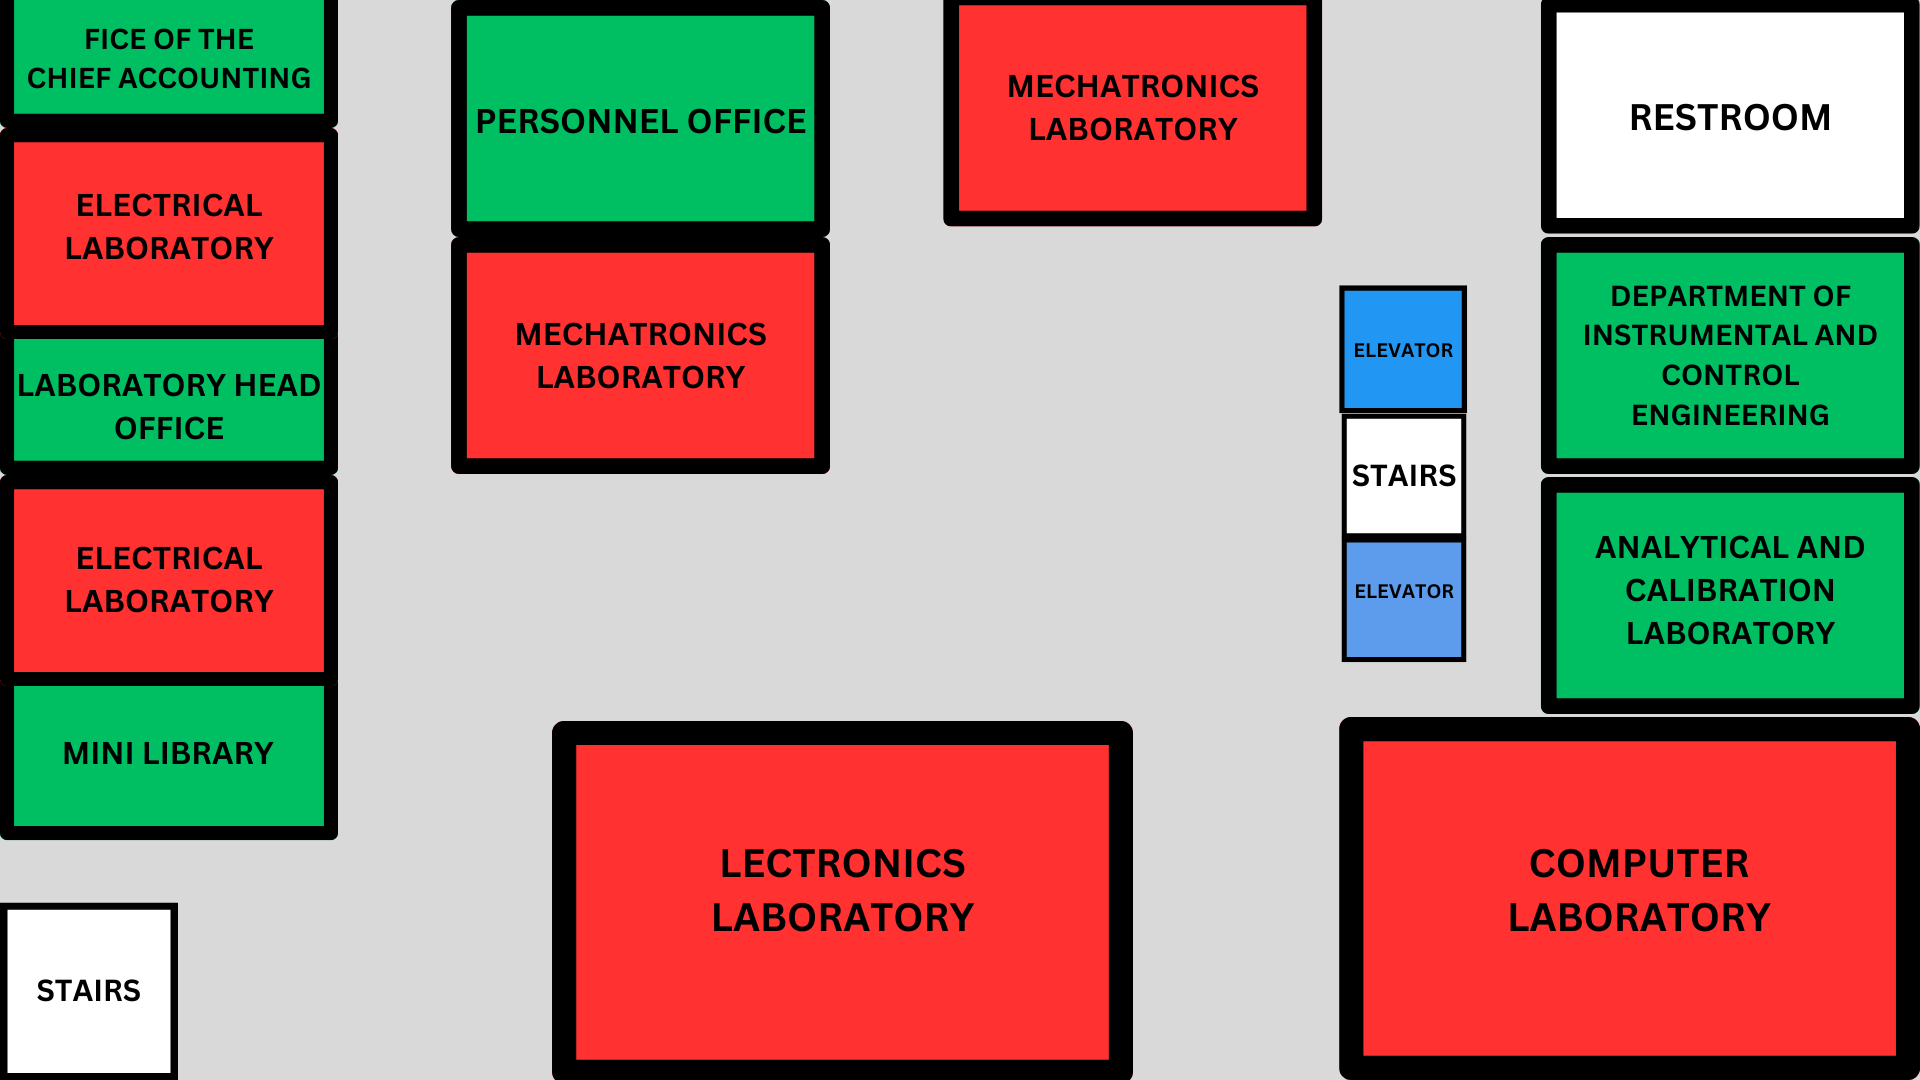 FICE OF THE
CHIEF ACCOUNTING
ELECTRICAL
LABORATORY
LABORATORY HEAD
OFFICE
ELECTRICAL
LABORATORY
MINI LIBRARY
STAIRS
PERSONNEL OFFICE
MECHATRONICS
LABORATORY
MECHATRONICS
LABORATORY
LECTRONICS
LABORATORY
ELEVATOR
STAIRS
ELEVATOR
RESTROOM
DEPARTMENT OF
INSTRUMENTAL AND
CONTROL
ENGINEERING
ANALYTICAL AND
CALIBRATION
LABORATORY
COMPUTER
LABORATORY